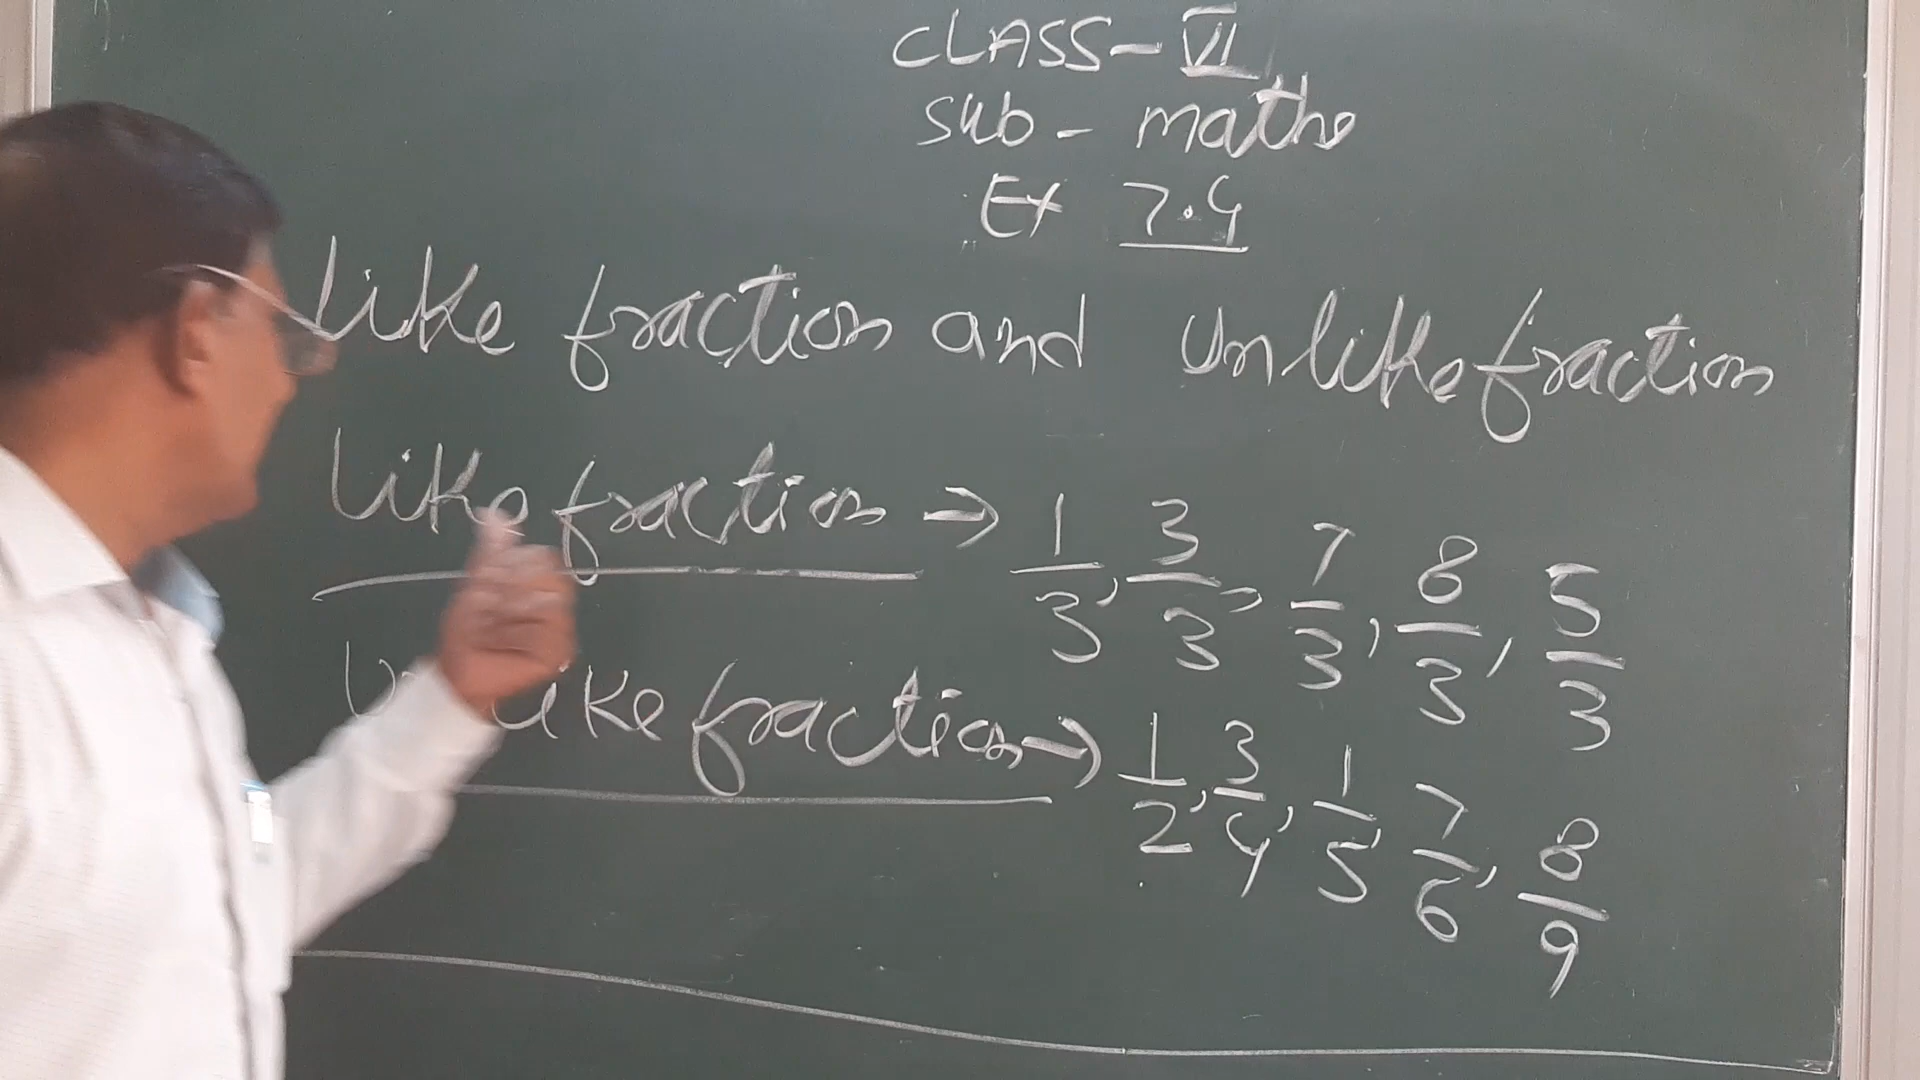 CLASS - VI
Sub - maths
Ex 7.4
Like fraction and Unlike fraction
Like fraction → 1/3, 3/3, 7/3, 8/3, 5/3
fraction → 1/2, 3/4, 1/5, 7/6, 8/9